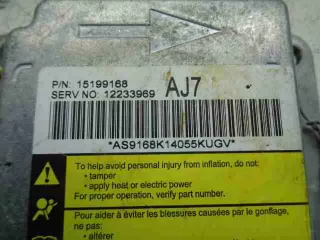 P/N: 15199168
SERV NO: 12233969 AJ7
*AS9168K14055KUGV*
To help avoid personal injury from inflation, do not:
• tamper
• apply heat or electric power
For proper operation, verify part number.
Pour aider à éviter les blessures causées par le gonflage,
ne pas:
• altérer